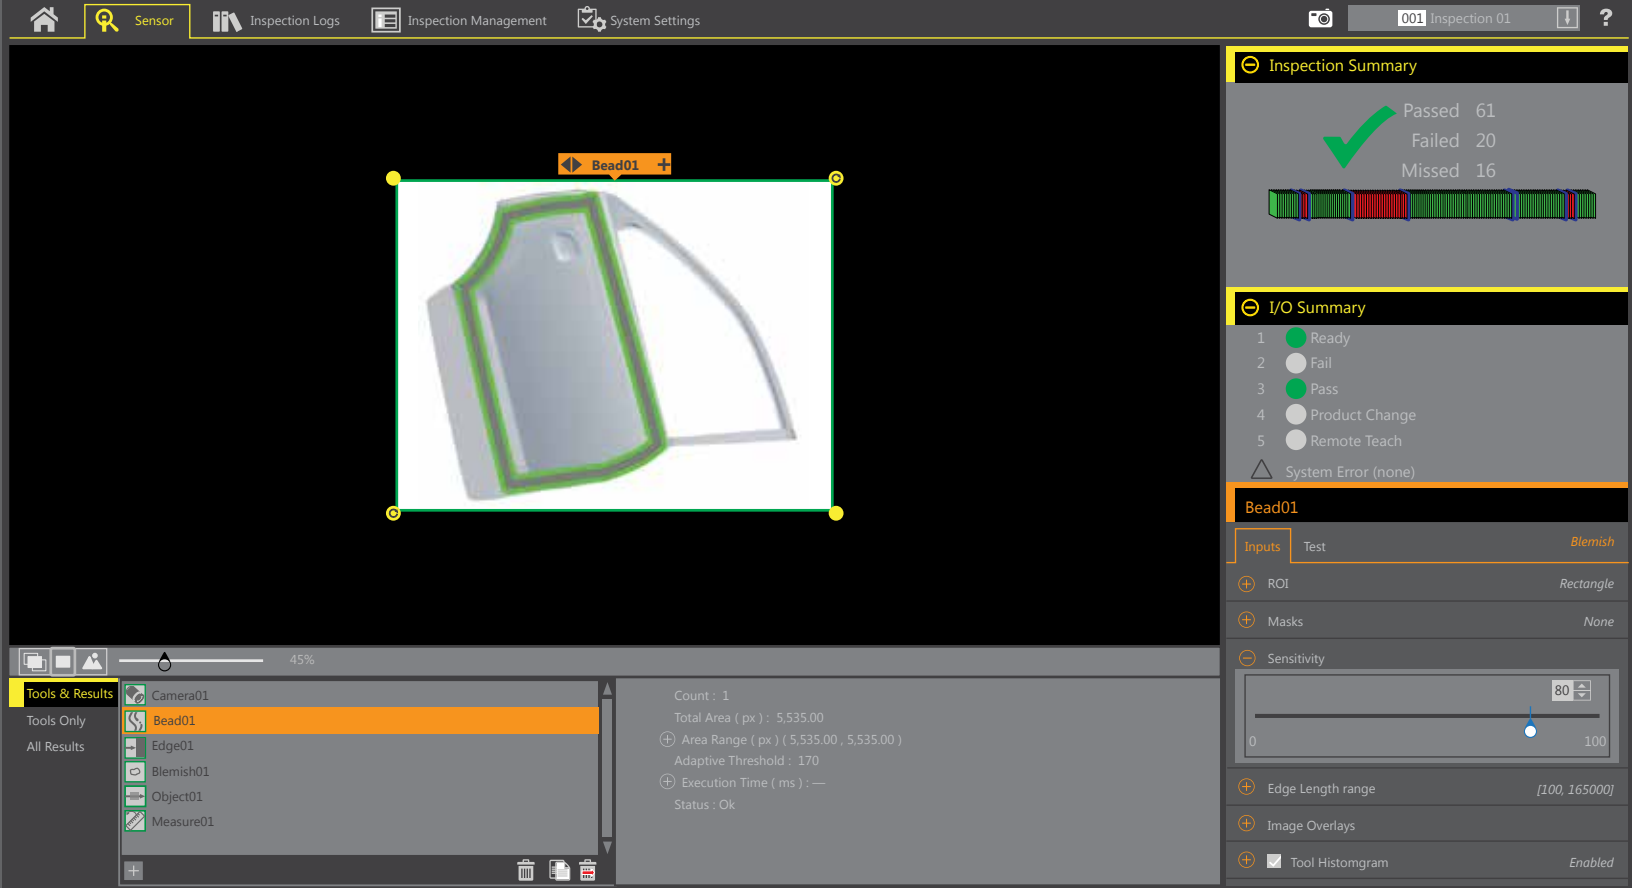 Sensor
Inspection Logs
Inspection Management
System Settings
001 Inspection 01
?
Bead01
Inspection Summary
Passed 61
Failed 20
Missed 16
I/O Summary
1 Ready
2 Fail
3 Pass
4 Product Change
5 Remote Teach
System Error (none)
Bead01
Inputs Test Blemish
ROI Rectangle
Masks None
Sensitivity
80
0 100
Edge Length range [100, 165000]
Image Overlays
Tool Histomgram Enabled
45%
Tools & Results
Tools Only
All Results
Camera01
Bead01
Edge01
Blemish01
Object01
Measure01
Count : 1
Total Area ( px ) : 5,535.00
Area Range ( px ) ( 5,535.00 , 5,535.00 )
Adaptive Threshold : 170
Execution Time ( ms ) : —
Status : Ok